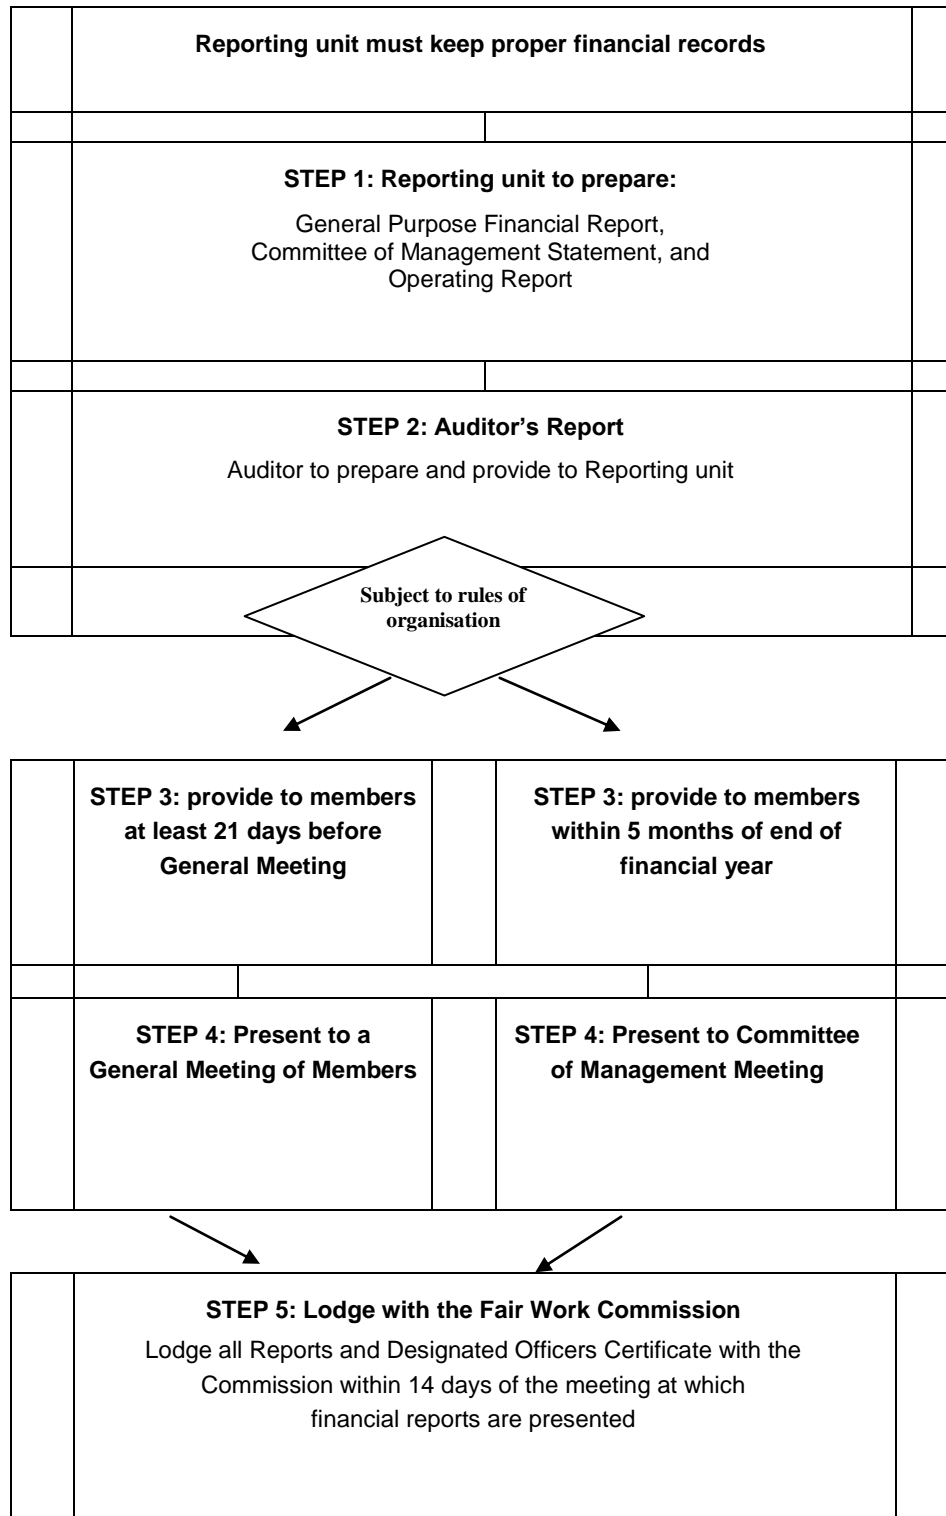 Reporting unit must keep proper financial records
STEP 1: Reporting unit to prepare:
General Purpose Financial Report,
Committee of Management Statement, and
Operating Report
STEP 2: Auditor’s Report
Auditor to prepare and provide to Reporting unit
Subject to rules of
organisation
STEP 3: provide to members
at least 21 days before
General Meeting
STEP 3: provide to members
within 5 months of end of
financial year
STEP 4: Present to a
General Meeting of Members
STEP 4: Present to Committee
of Management Meeting
STEP 5: Lodge with the Fair Work Commission
Lodge all Reports and Designated Officers Certificate with the
Commission within 14 days of the meeting at which
financial reports are presented